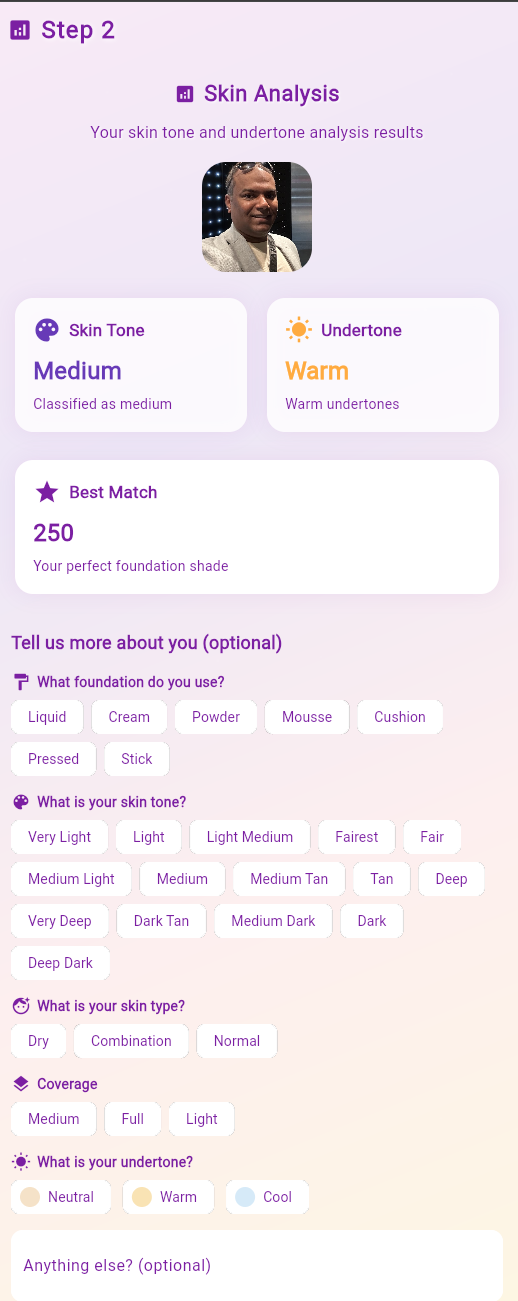 Step 2
Skin Analysis
Your skin tone and undertone analysis results
Skin Tone
Medium
Classified as medium
Undertone
Warm
Warm undertones
Best Match
250
Your perfect foundation shade
Tell us more about you (optional)
What foundation do you use?
Liquid Cream Powder Mousse Cushion
Pressed Stick
What is your skin tone?
Very Light Light Light Medium Fairest Fair
Medium Light Medium Medium Tan Tan Deep
Very Deep Dark Tan Medium Dark Dark
Deep Dark
What is your skin type?
Dry Combination Normal
Coverage
Medium Full Light
What is your undertone?
Neutral Warm Cool
Anything else? (optional)